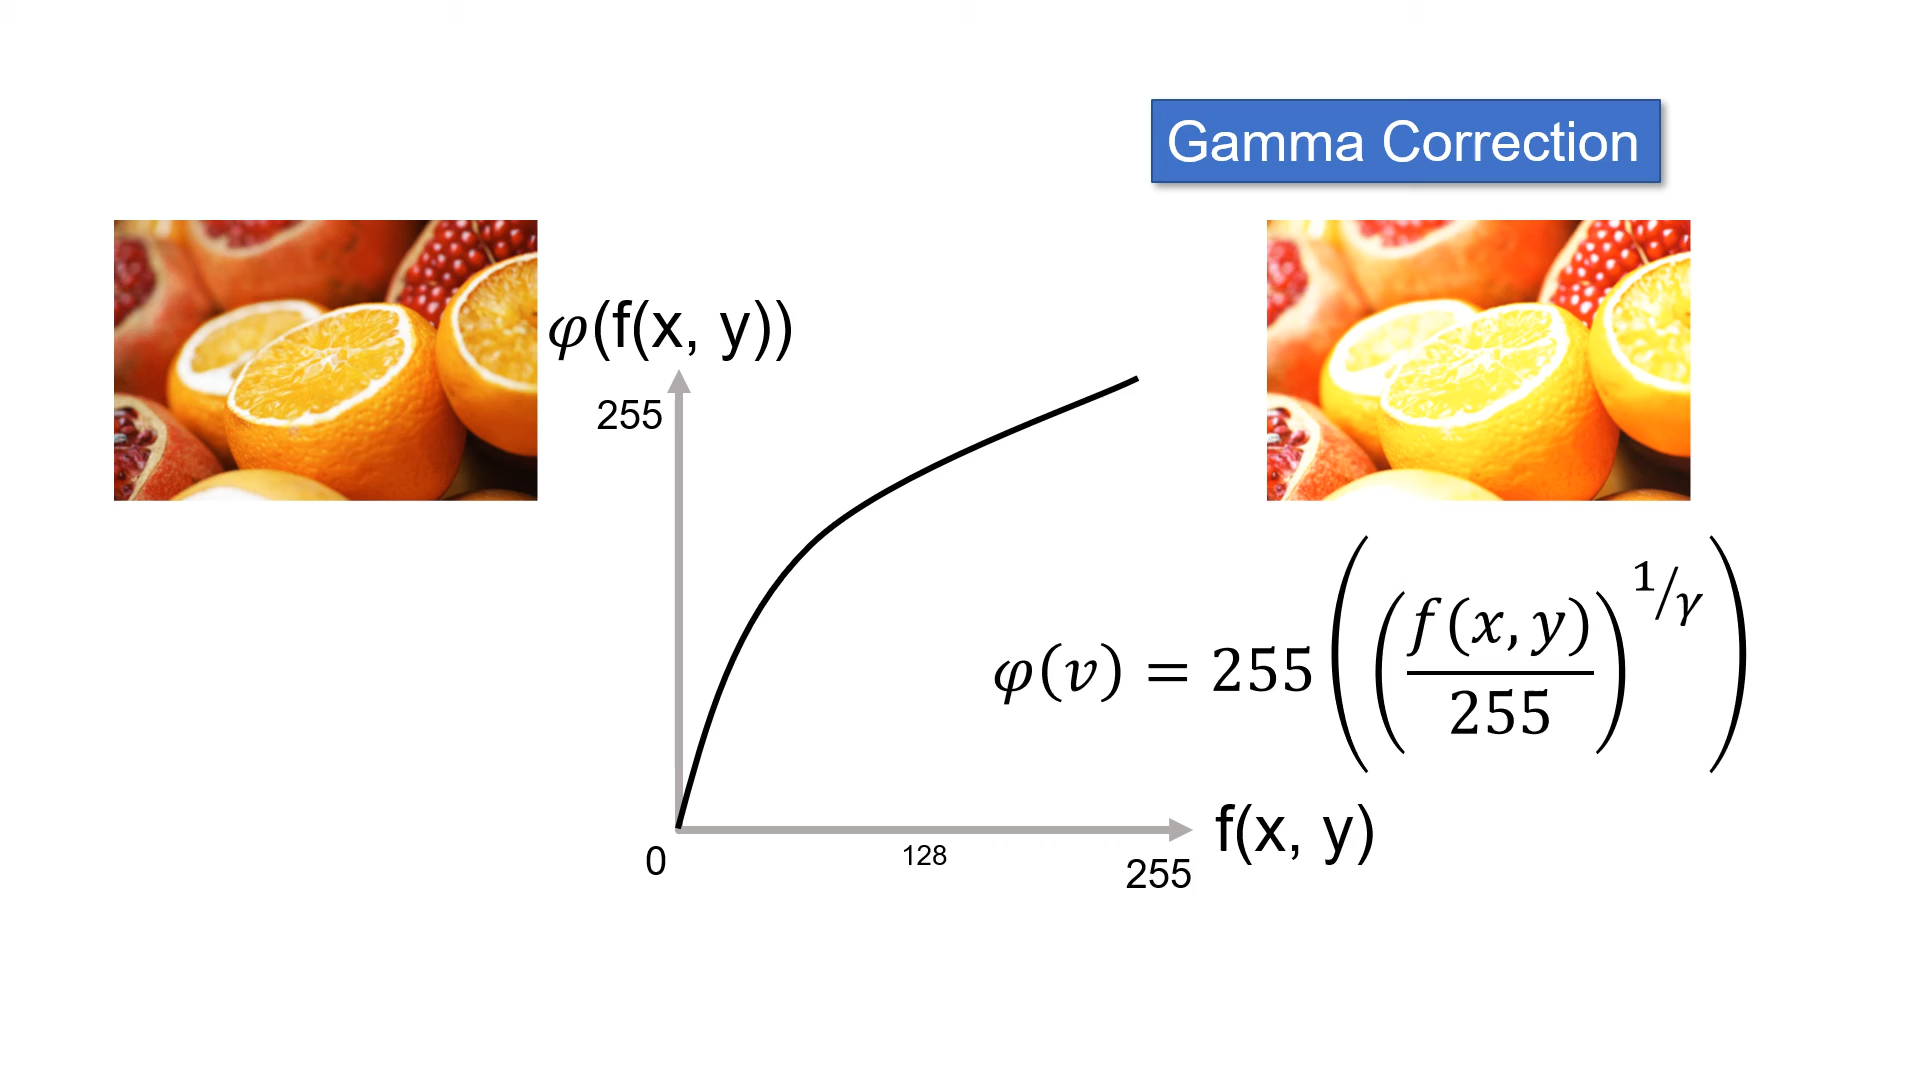 Gamma Correction
φ(f(x, y))
255
φ(v) = 255((f(x, y)/255)^1/γ)
f(x, y)
0
128
255